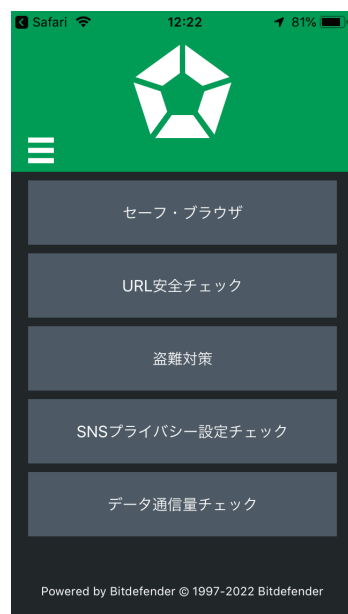 Safari 12:22 81%
セーフ・ブラウザ
URL安全チェック
盗難対策
SNSプライバシー設定チェック
データ通信量チェック
Powered by Bitdefender © 1997-2022 Bitdefender